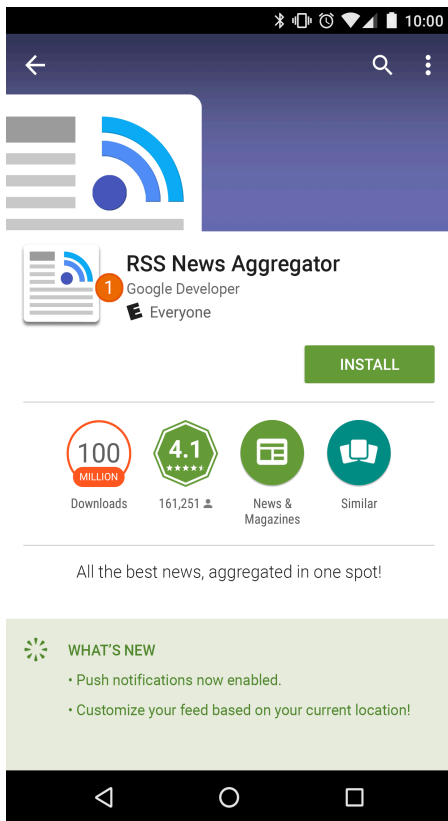 10:00
RSS News Aggregator
1
Google Developer
E Everyone
INSTALL
100
MILLION
Downloads
4.1
161,251
News &
Magazines
Similar
All the best news, aggregated in one spot!
WHAT'S NEW
• Push notifications now enabled.
• Customize your feed based on your current location!